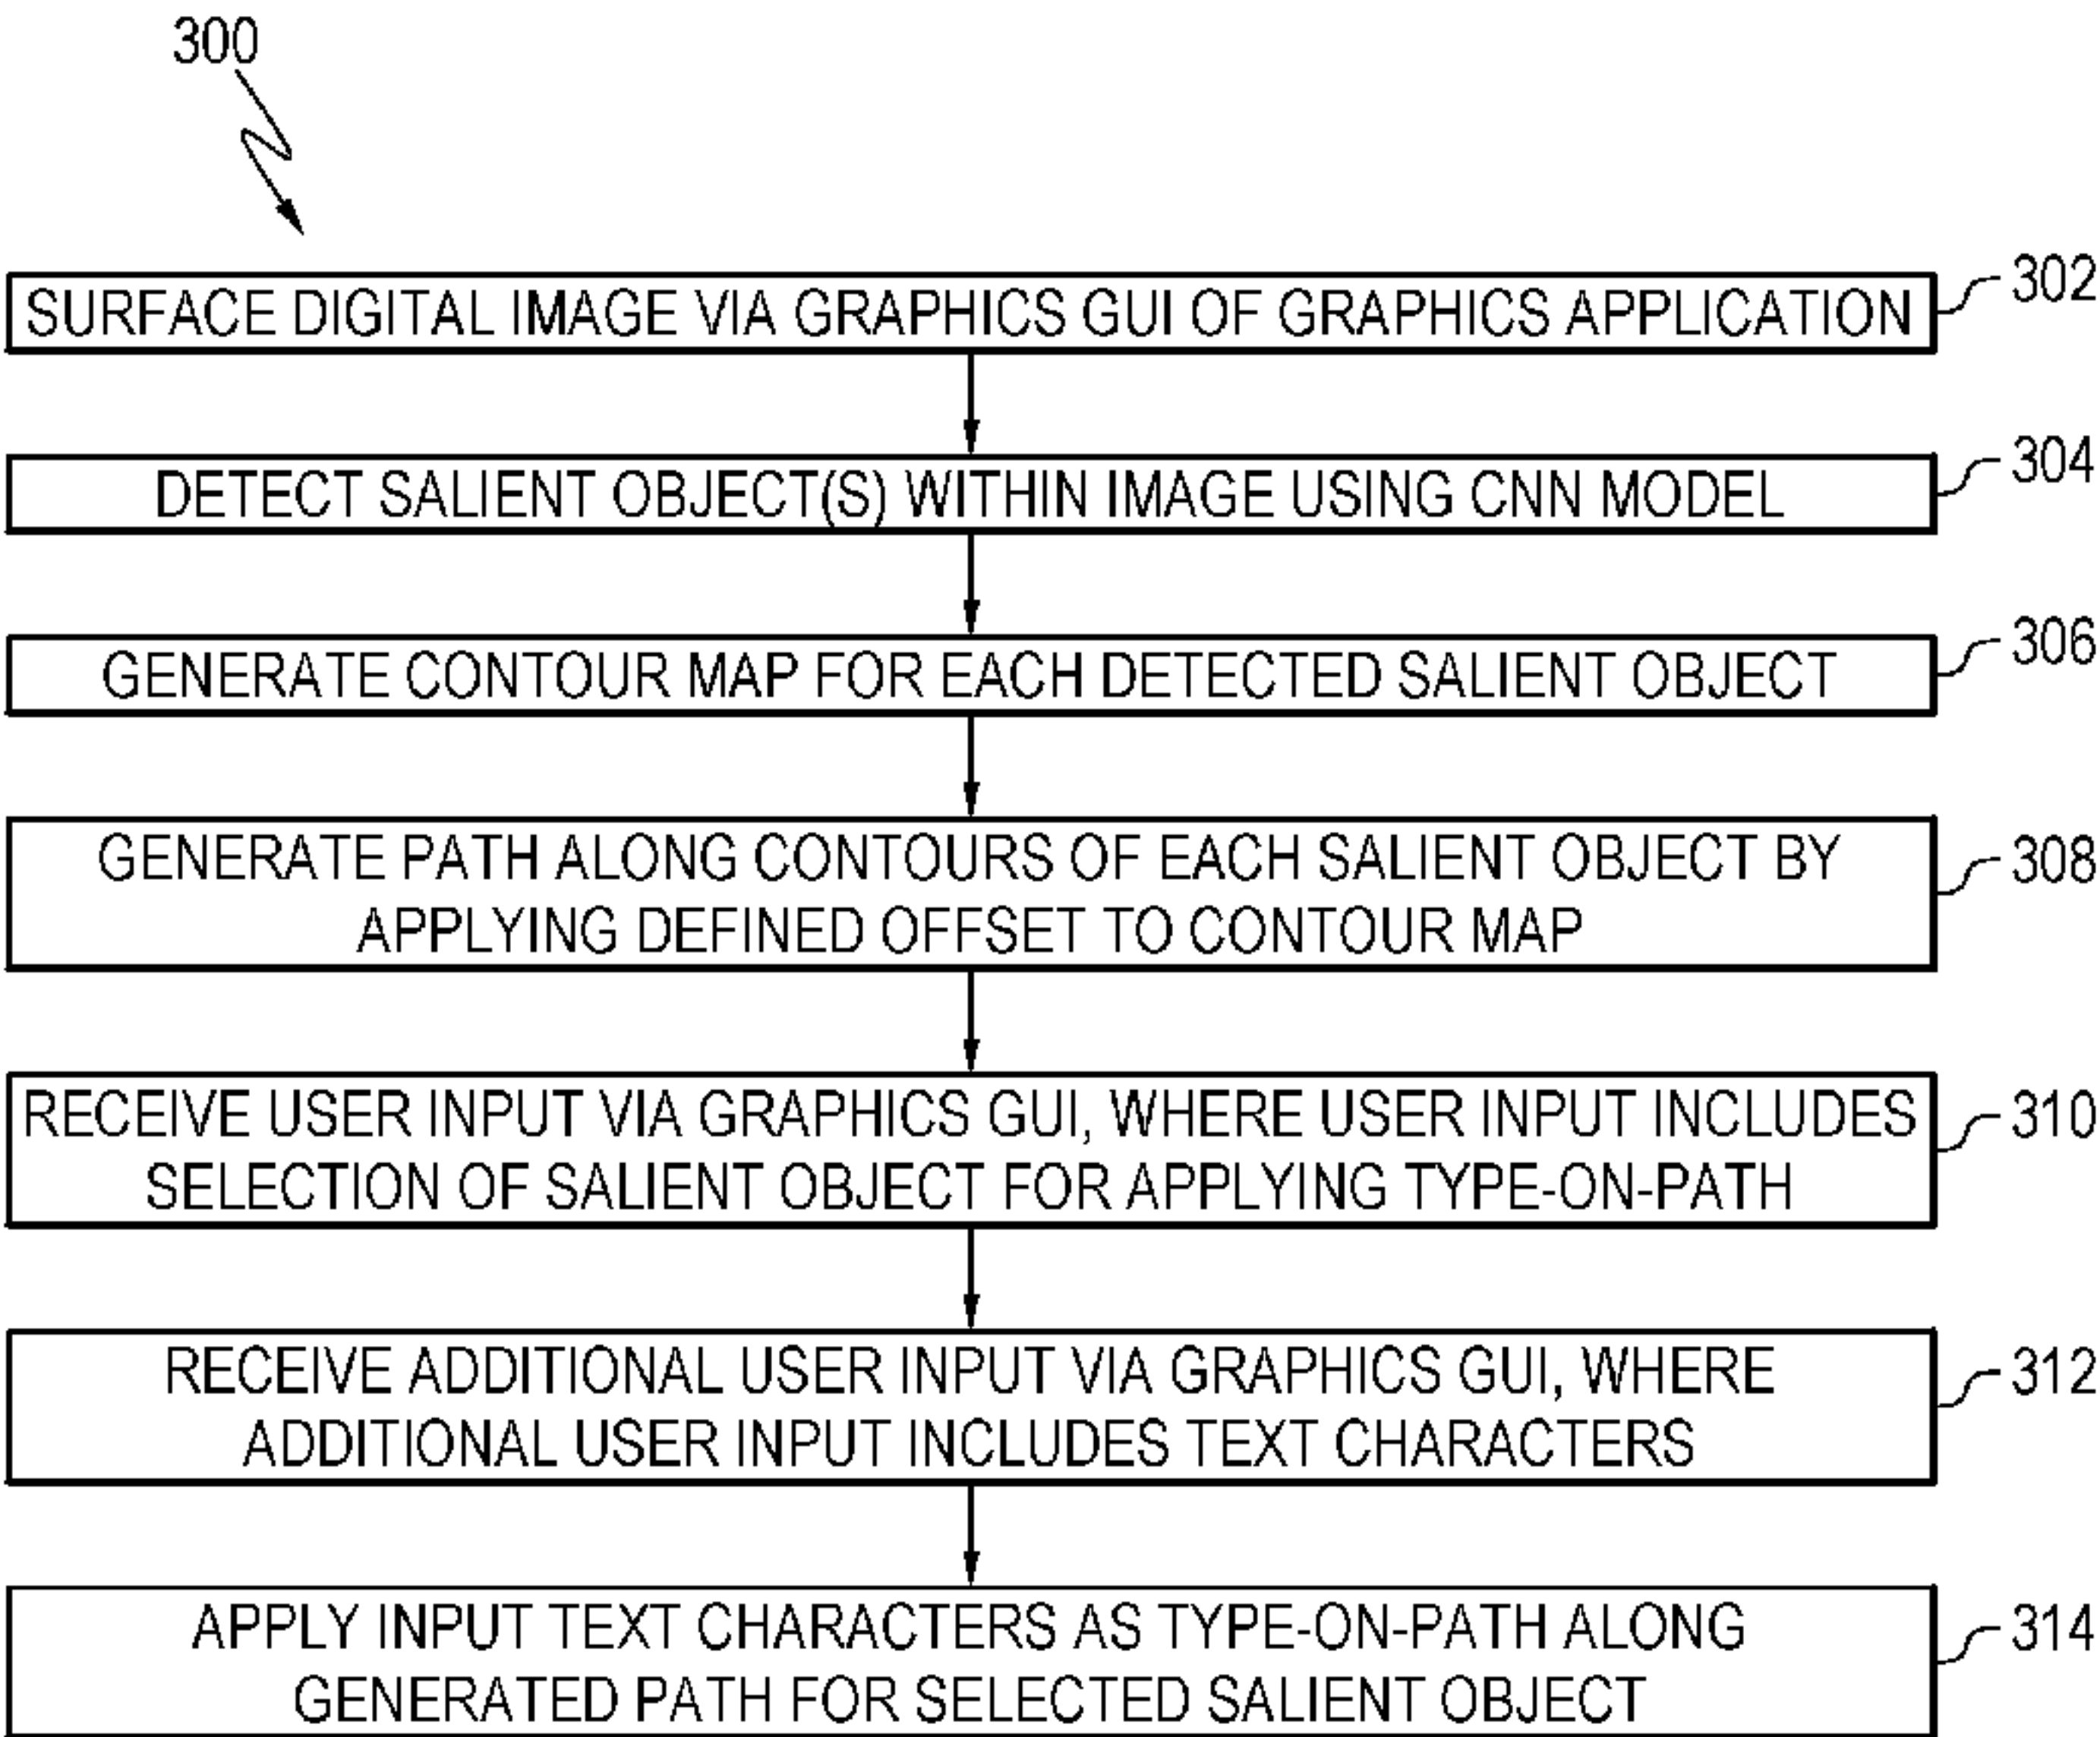 300
SURFACE DIGITAL IMAGE VIA GRAPHICS GUI OF GRAPHICS APPLICATION
302
DETECT SALIENT OBJECT(S) WITHIN IMAGE USING CNN MODEL
304
GENERATE CONTOUR MAP FOR EACH DETECTED SALIENT OBJECT
306
GENERATE PATH ALONG CONTOURS OF EACH SALIENT OBJECT BY
APPLYING DEFINED OFFSET TO CONTOUR MAP
308
RECEIVE USER INPUT VIA GRAPHICS GUI, WHERE USER INPUT INCLUDES
SELECTION OF SALIENT OBJECT FOR APPLYING TYPE-ON-PATH
310
RECEIVE ADDITIONAL USER INPUT VIA GRAPHICS GUI, WHERE
ADDITIONAL USER INPUT INCLUDES TEXT CHARACTERS
312
APPLY INPUT TEXT CHARACTERS AS TYPE-ON-PATH ALONG
GENERATED PATH FOR SELECTED SALIENT OBJECT
314